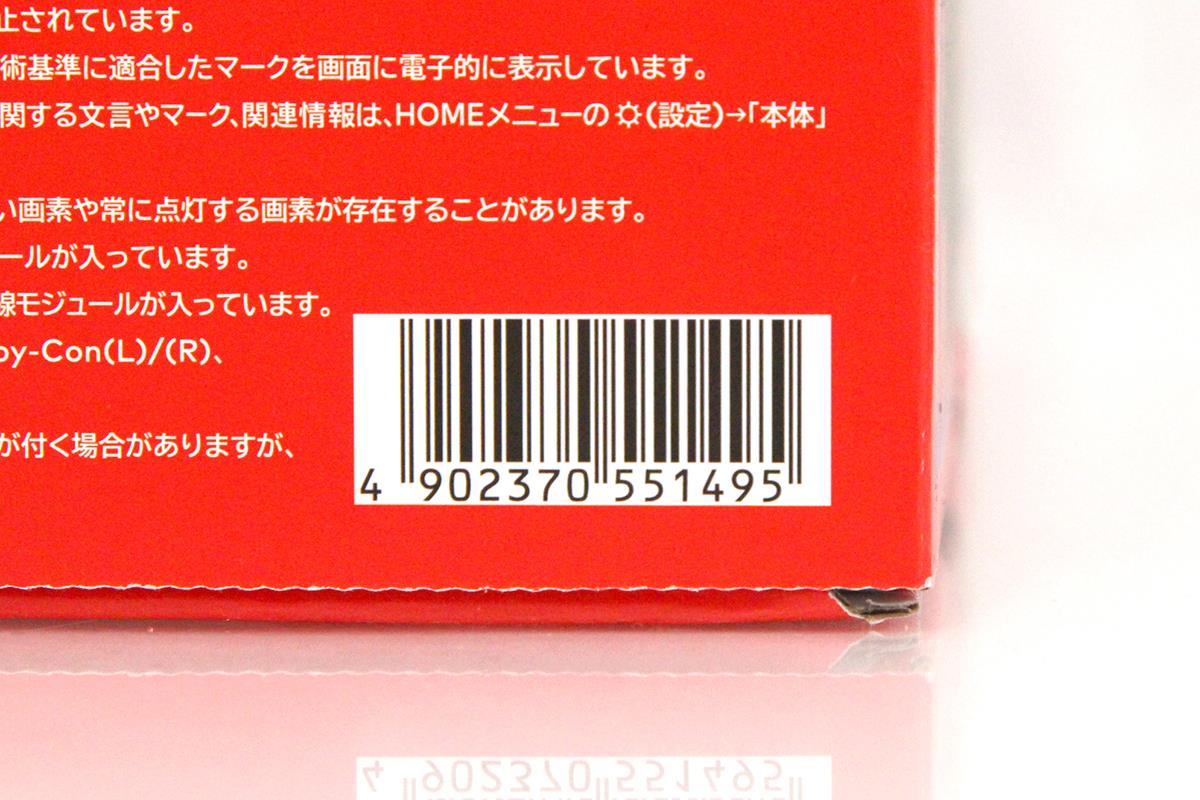 止されています。
術基準に適合したマークを画面に電子的に表示しています。
関する文言やマーク、関連情報は、HOMEメニューの(設定)→「本体」
い画素や常に点灯する画素が存在することがあります。
ールが入っています。
線モジュールが入っています。
oy-Con(L)/(R)、
が付く場合がありますが、
4 902370 551495